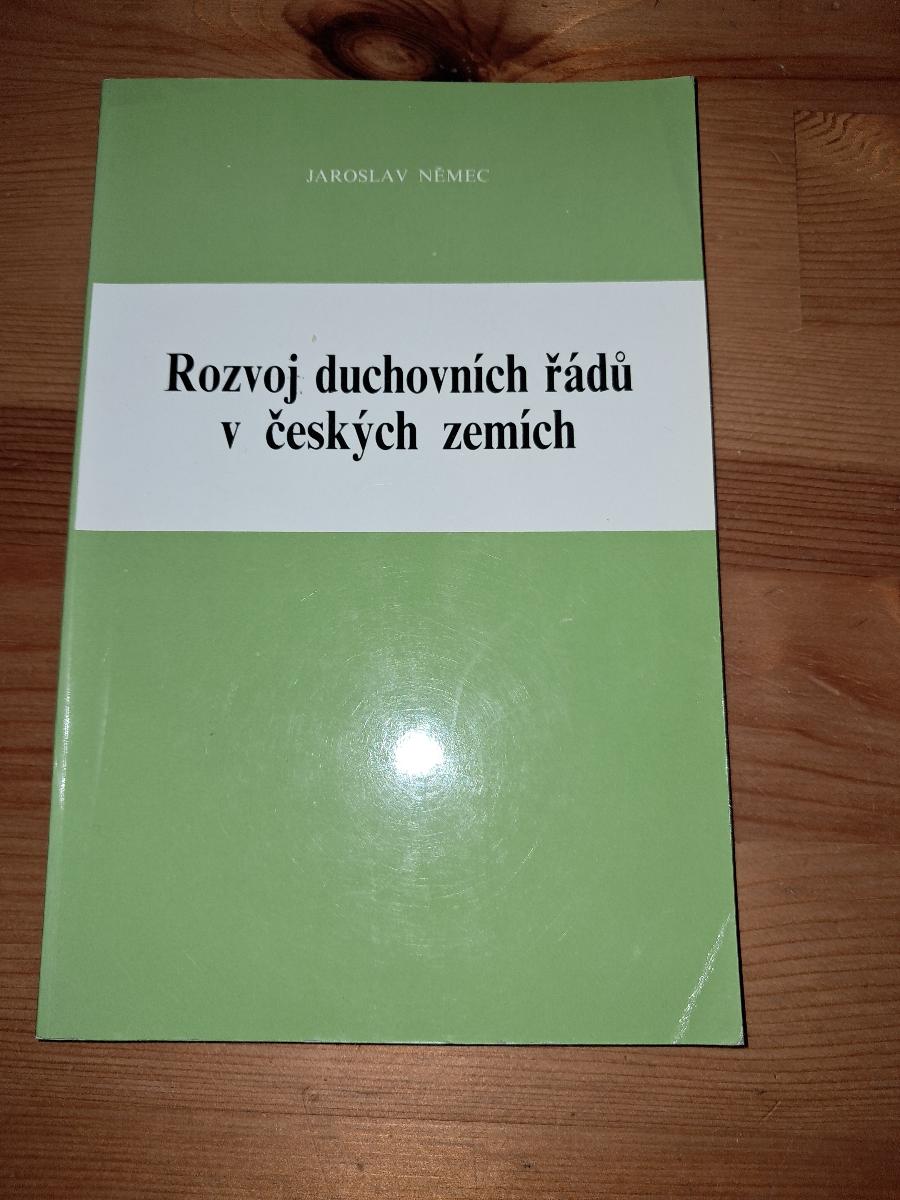 JAROSLAV NĚMEC
Rozvoj duchovních řádů
v českých zemích